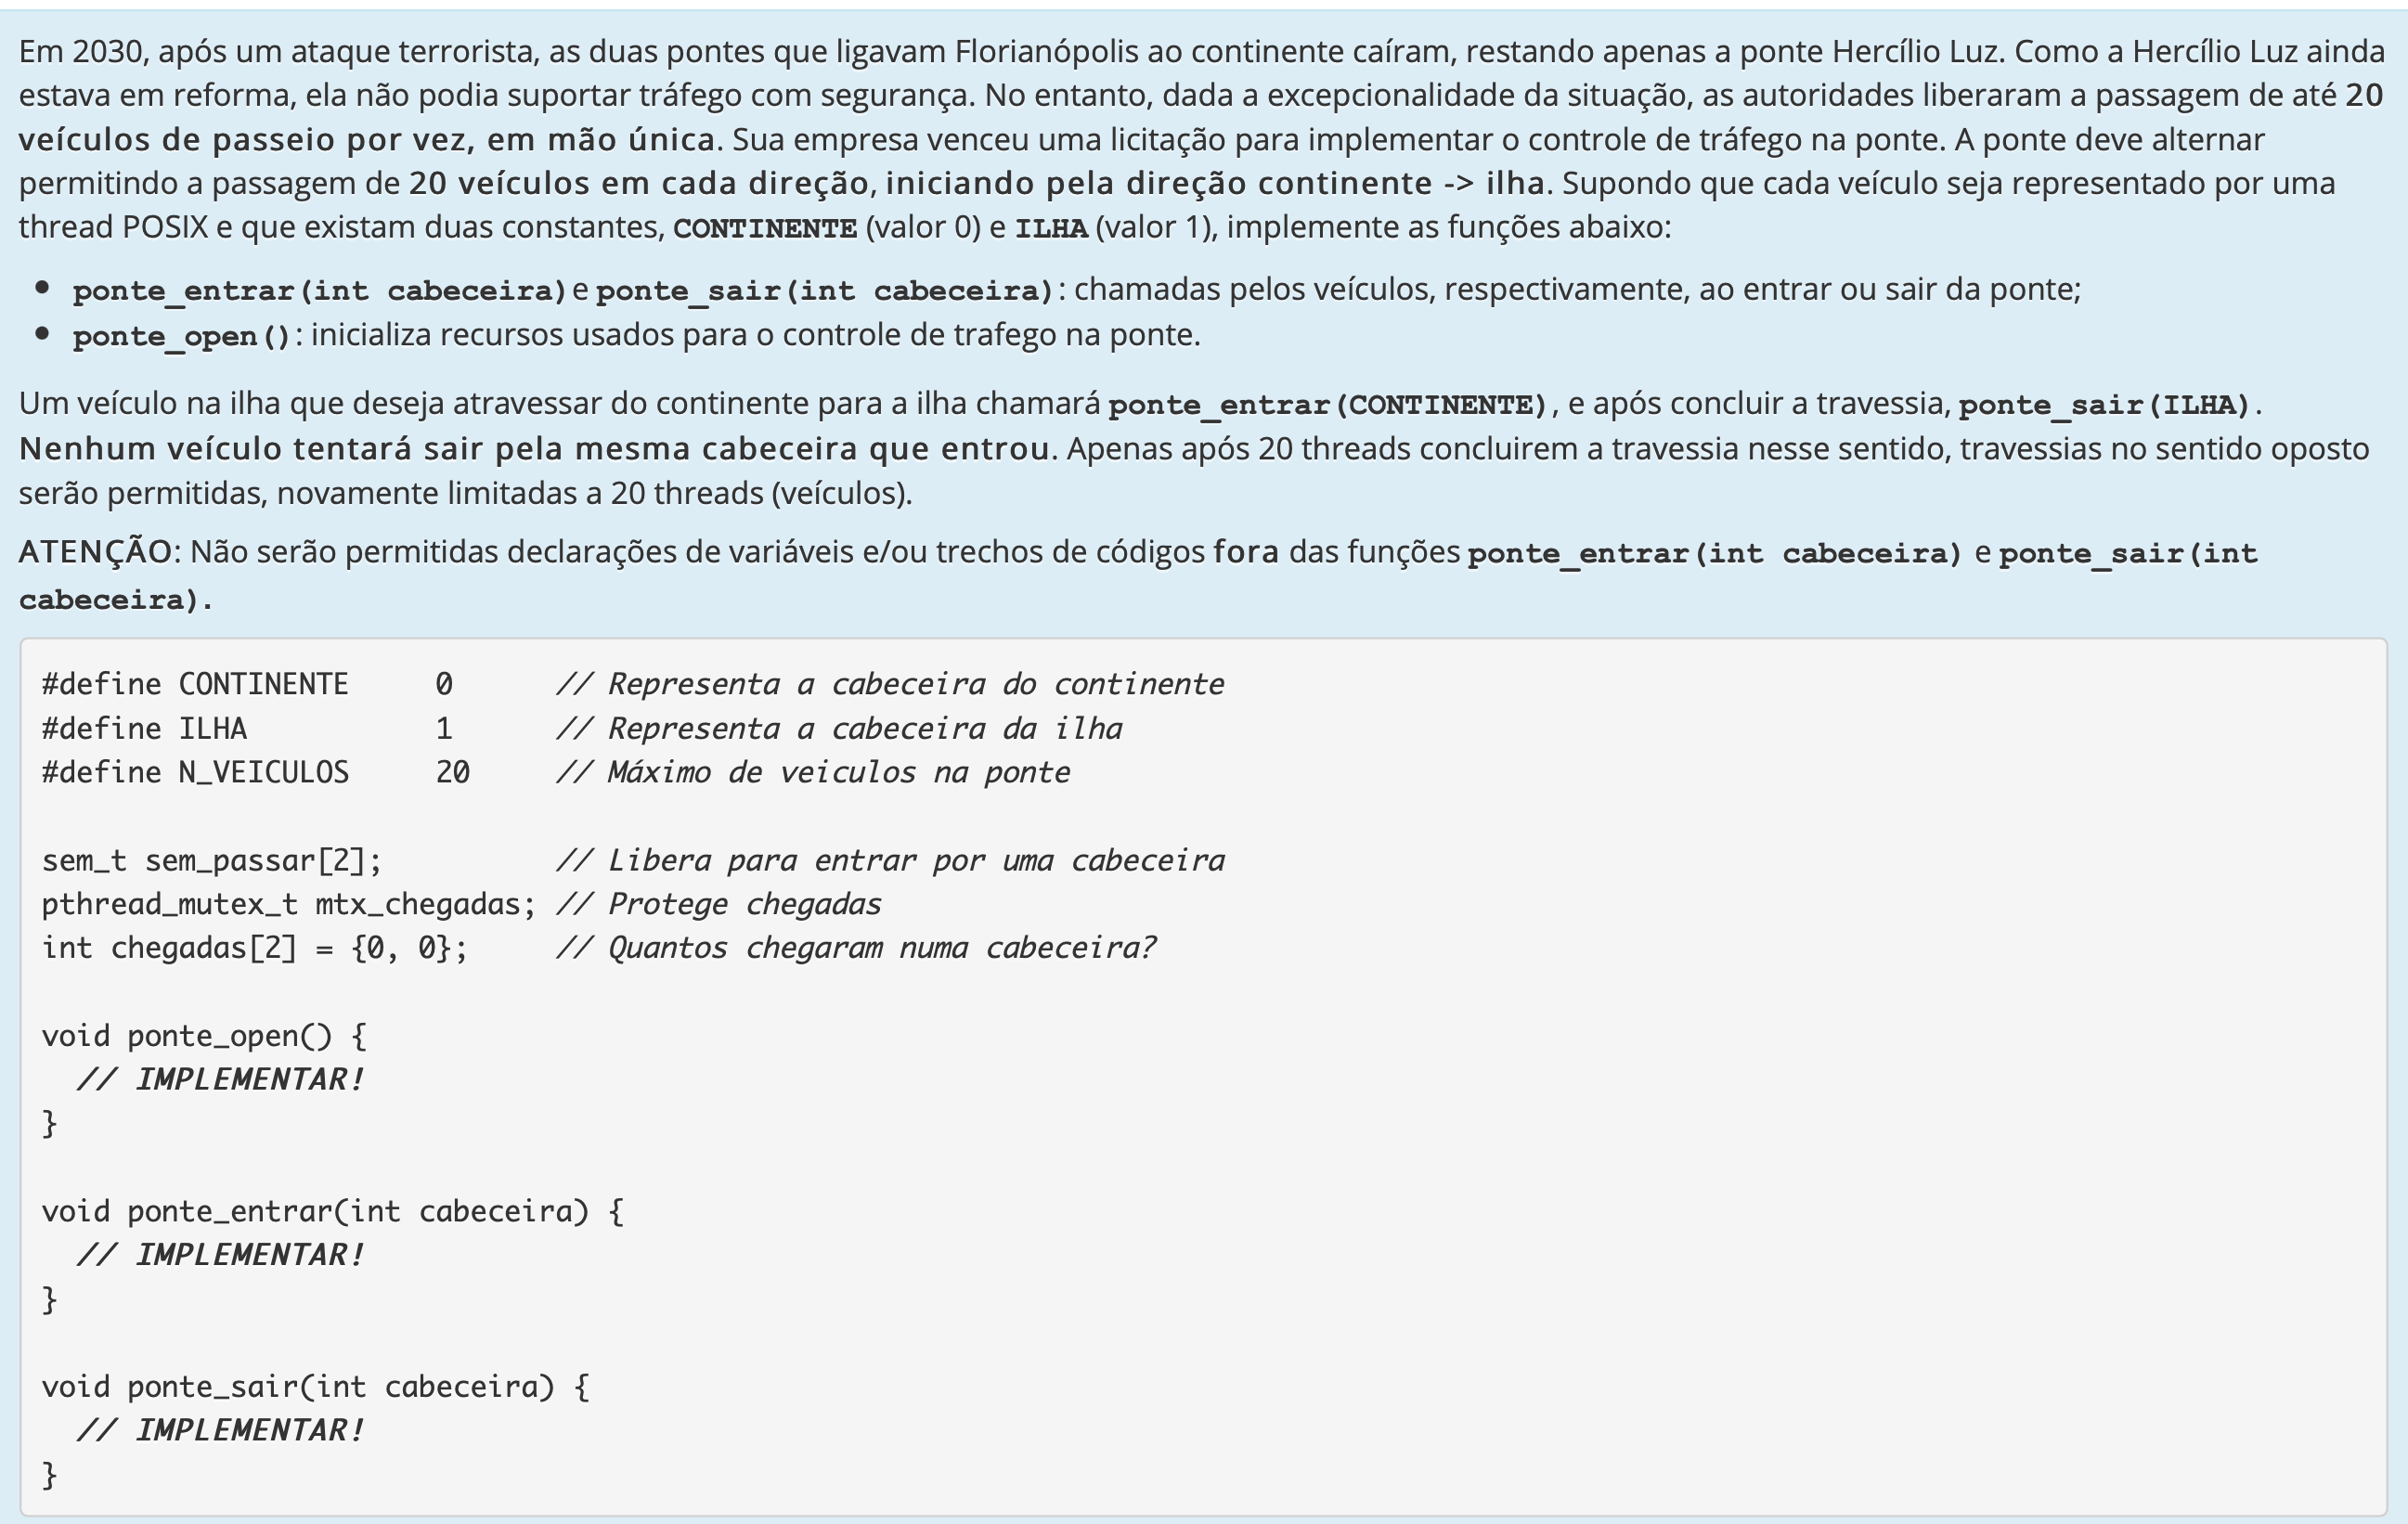 Em 2030, após um ataque terrorista, as duas pontes que ligavam Florianópolis ao continente caíram, restando apenas a ponte Hercílio Luz. Como a Hercílio Luz ainda
estava em reforma, ela não podia suportar tráfego com segurança. No entanto, dada a excepcionalidade da situação, as autoridades liberaram a passagem de até 20
veículos de passeio por vez, em mão única. Sua empresa venceu uma licitação para implementar o controle de tráfego na ponte. A ponte deve alternar
permitindo a passagem de 20 veículos em cada direção, iniciando pela direção continente -> ilha. Supondo que cada veículo seja representado por uma
thread POSIX e que existam duas constantes, CONTINENTE (valor 0) e ILHA (valor 1), implemente as funções abaixo:
• ponte_entrar(int cabeceira) e ponte_sair(int cabeceira): chamadas pelos veículos, respectivamente, ao entrar ou sair da ponte;
• ponte_open(): inicializa recursos usados para o controle de trafego na ponte.
Um veículo na ilha que deseja atravessar do continente para a ilha chamará ponte_entrar(CONTINENTE), e após concluir a travessia, ponte_sair(ILHA).
Nenhum veículo tentará sair pela mesma cabeceira que entrou. Apenas após 20 threads concluirem a travessia nesse sentido, travessias no sentido oposto
serão permitidas, novamente limitadas a 20 threads (veículos).
ATENÇÃO: Não serão permitidas declarações de variáveis e/ou trechos de códigos fora das funções ponte_entrar(int cabeceira) e ponte_sair(int
cabeceira).
#define CONTINENTE     0      // Representa a cabeceira do continente
#define ILHA           1      // Representa a cabeceira da ilha
#define N_VEICULOS     20     // Máximo de veiculos na ponte
sem_t sem_passar[2];          // Libera para entrar por uma cabeceira
pthread_mutex_t mtx_chegadas; // Protege chegadas
int chegadas[2] = {0, 0};     // Quantos chegaram numa cabeceira?
void ponte_open() {
  // IMPLEMENTAR!
}
void ponte_entrar(int cabeceira) {
  // IMPLEMENTAR!
}
void ponte_sair(int cabeceira) {
  // IMPLEMENTAR!
}